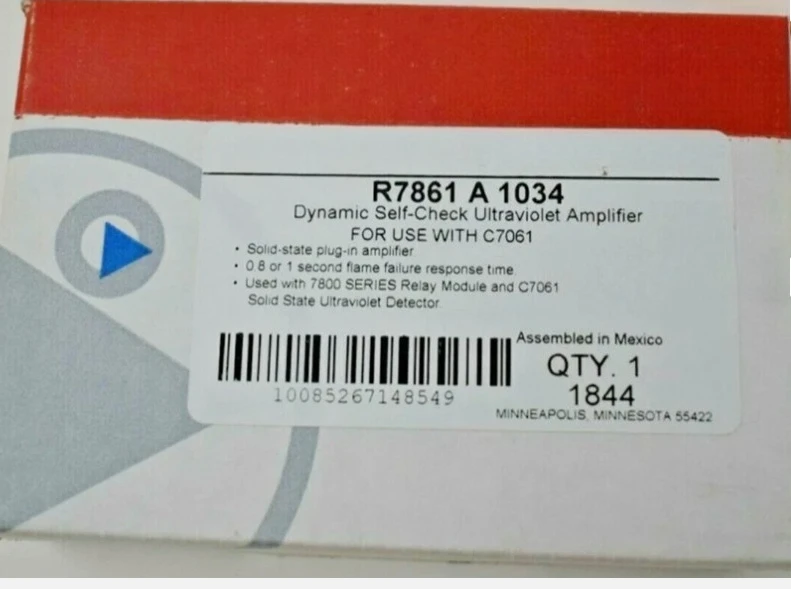 R7861 A 1034
Dynamic Self-Check Ultraviolet Amplifier
FOR USE WITH C7061
• Solid-state plug-in amplifier
• 0.8 or 1 second flame failure response time.
• Used with 7800 SERIES Relay Module and C7061
Solid State Ultraviolet Detector.
Assembled in Mexico
QTY. 1
10085267148549
1844
MINNEAPOLIS, MINNESOTA 55422